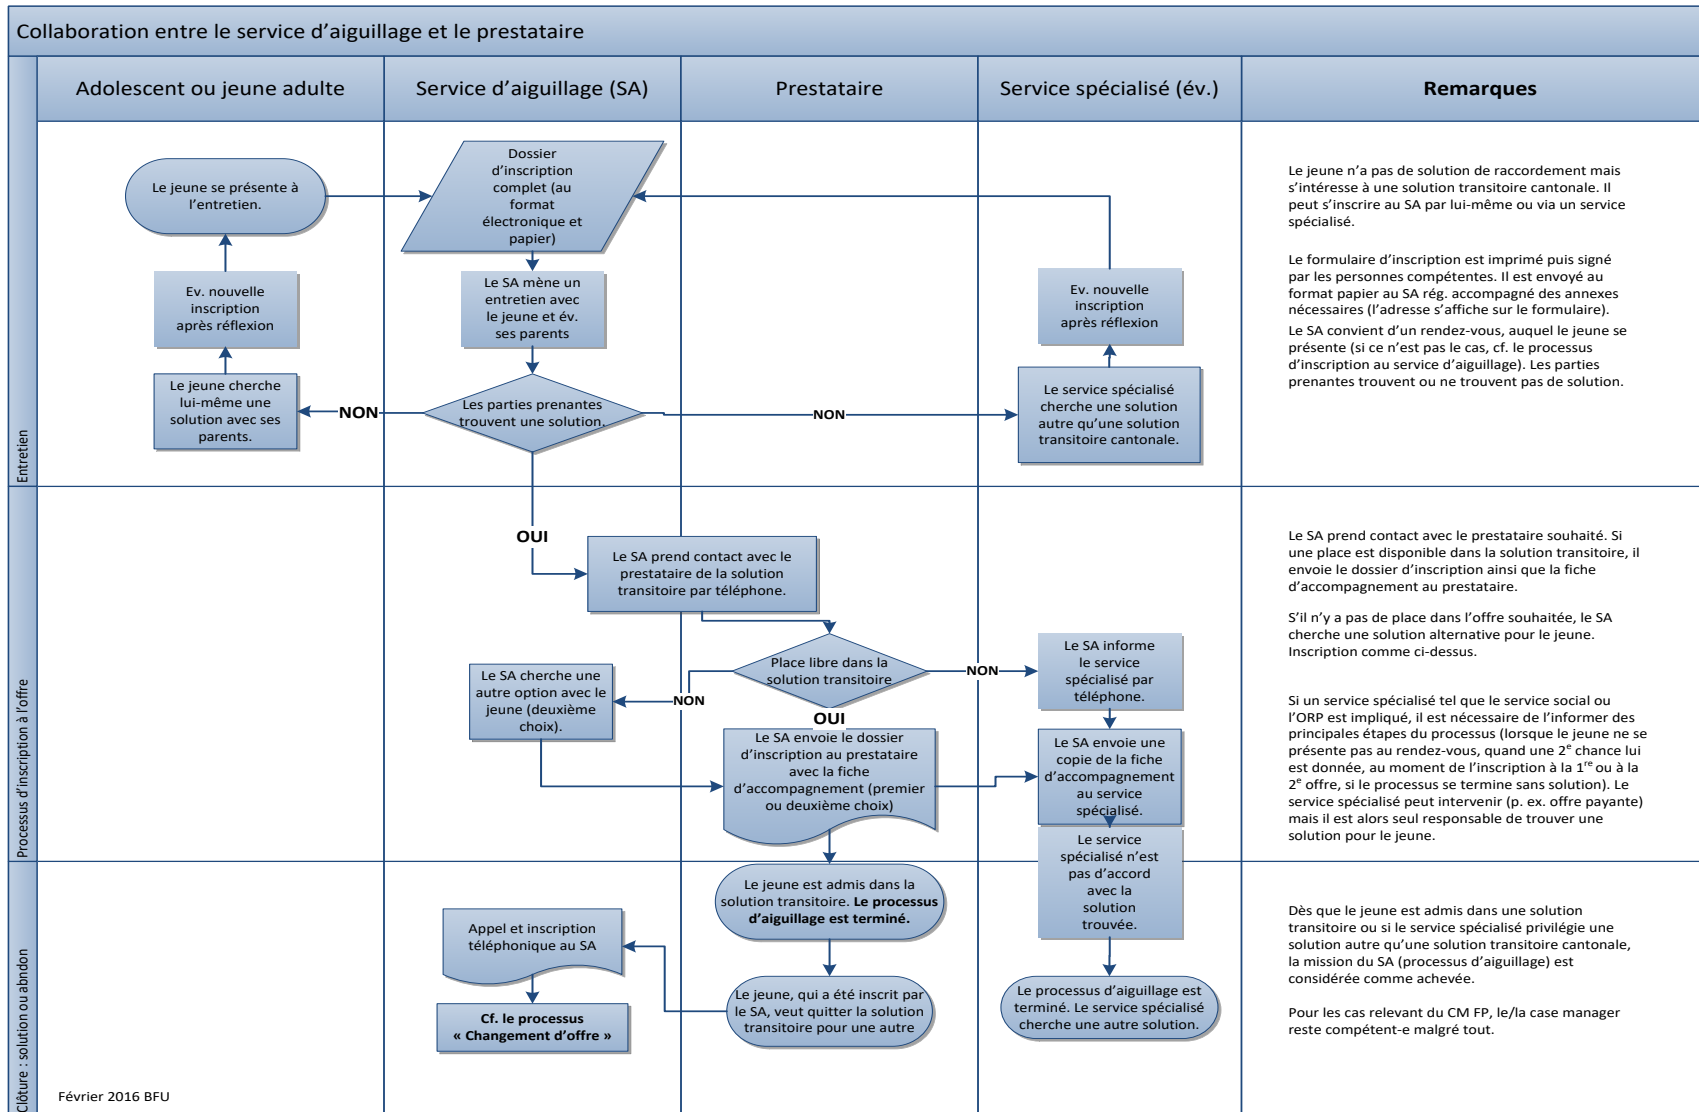 Collaboration entre le service d'aiguillage et le prestataire
Adolescent ou jeune adulte
Service d'aiguillage (SA)
Prestataire
Service spécialisé (év.)
Remarques
Entretien
Le jeune se présente à
l'entretien.
Dossier
d'inscription
complet (au
format
électronique et
papier)
Ev. nouvelle
inscription
après réflexion
Le SA mène un
entretien avec
le jeune et év.
ses parents
Ev. nouvelle
inscription
après réflexion
Le jeune cherche
lui-même une
solution avec ses
parents.
NON
Les parties prenantes
trouvent une solution.
NON
Le service spécialisé
cherche une solution
autre qu'une solution
transitoire cantonale.
Le jeune n'a pas de solution de raccordement mais
s'intéresse à une solution transitoire cantonale. Il
peut s'inscrire au SA par lui-même ou via un service
spécialisé.
Le formulaire d'inscription est imprimé puis signé
par les personnes compétentes. Il est envoyé au
format papier au SA rég. accompagné des annexes
nécessaires (l'adresse s'affiche sur le formulaire).
Le SA convient d'un rendez-vous, auquel le jeune se
présente (si ce n'est pas le cas, cf. le processus
d'inscription au service d'aiguillage). Les parties
prenantes trouvent ou ne trouvent pas de solution.
Processus d'inscription à l'offre
OUI
Le SA prend contact avec le
prestataire de la solution
transitoire par téléphone.
Place libre dans la
solution transitoire
NON
NON
OUI
Le SA cherche une
autre option avec le
jeune (deuxième
choix).
Le SA informe
le service
spécialisé par
téléphone.
Le SA envoie le dossier
d'inscription au prestataire
avec la fiche
d'accompagnement (premier
ou deuxième choix)
Le SA envoie une
copie de la fiche
d'accompagnement
au service
spécialisé.
Le service
spécialisé n'est
pas d'accord
avec la
solution
trouvée.
Le SA prend contact avec le prestataire souhaité. Si
une place est disponible dans la solution transitoire, il
envoie le dossier d'inscription ainsi que la fiche
d'accompagnement au prestataire.
S'il n'y a pas de place dans l'offre souhaitée, le SA
cherche une solution alternative pour le jeune.
Inscription comme ci-dessus.
Si un service spécialisé tel que le service social ou
l'ORP est impliqué, il est nécessaire de l'informer des
principales étapes du processus (lorsque le jeune ne se
présente pas au rendez-vous, quand une 2e chance lui
est donnée, au moment de l'inscription à la 1re ou à la
2e offre, si le processus se termine sans solution). Le
service spécialisé peut intervenir (p. ex. offre payante)
mais il est alors seul responsable de trouver une
solution pour le jeune.
Clôture : solution ou abndon
Le jeune est admis dans la
solution transitoire. Le processus
d'aiguillage est terminé.
Appel et inscription
téléphonique au SA
Le jeune, qui a été inscrit par
le SA, veut quitter la solution
transitoire pour une autre
Cf. le processus
« Changement d'offre »
Le processus d'aiguillage est
terminé. Le service spécialisé
cherche une autre solution.
Dès que le jeune est admis dans une solution
transitoire ou si le service spécialisé privilégie une
solution autre qu'une solution transitoire cantonale,
la mission du SA (processus d'aiguillage) est
considérée comme achevée.
Pour les cas relevant du CM FP, le/la case manager
reste compétent-e malgré tout.
Février 2016 BFU